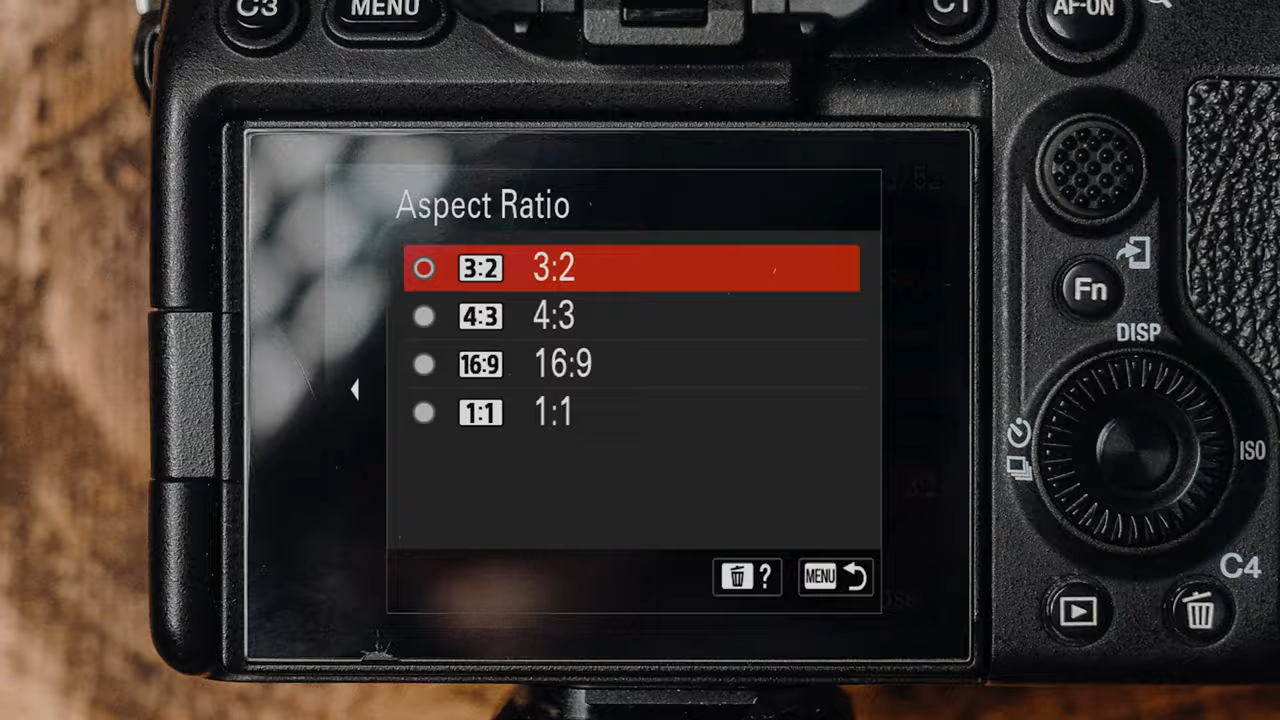 C3
MENU
C1
AF-ON
Aspect Ratio
3:2 3:2
4:3 4:3
16:9 16:9
1:1 1:1
?
MENU
Fn
DISP
ISO
C4